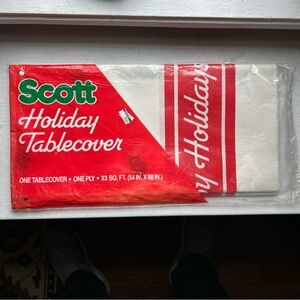 Scott
Holiday
Tablecover
ONE TABLECOVER • ONE PLY • 33 SQ. FT. (54 IN. X 88 IN.)
y Holidays